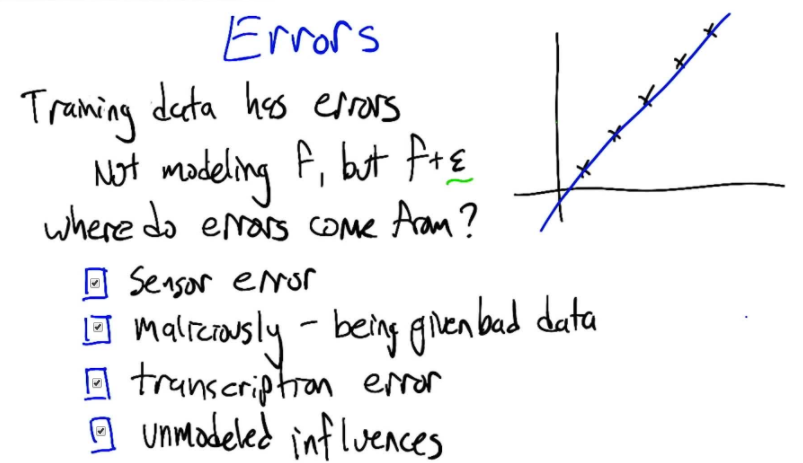 Errors
Training data has errors
Not modeling f, but f+ε
where do errors come from?
sensor error
maliciously - being given bad data
transcription error
unmodeled influences